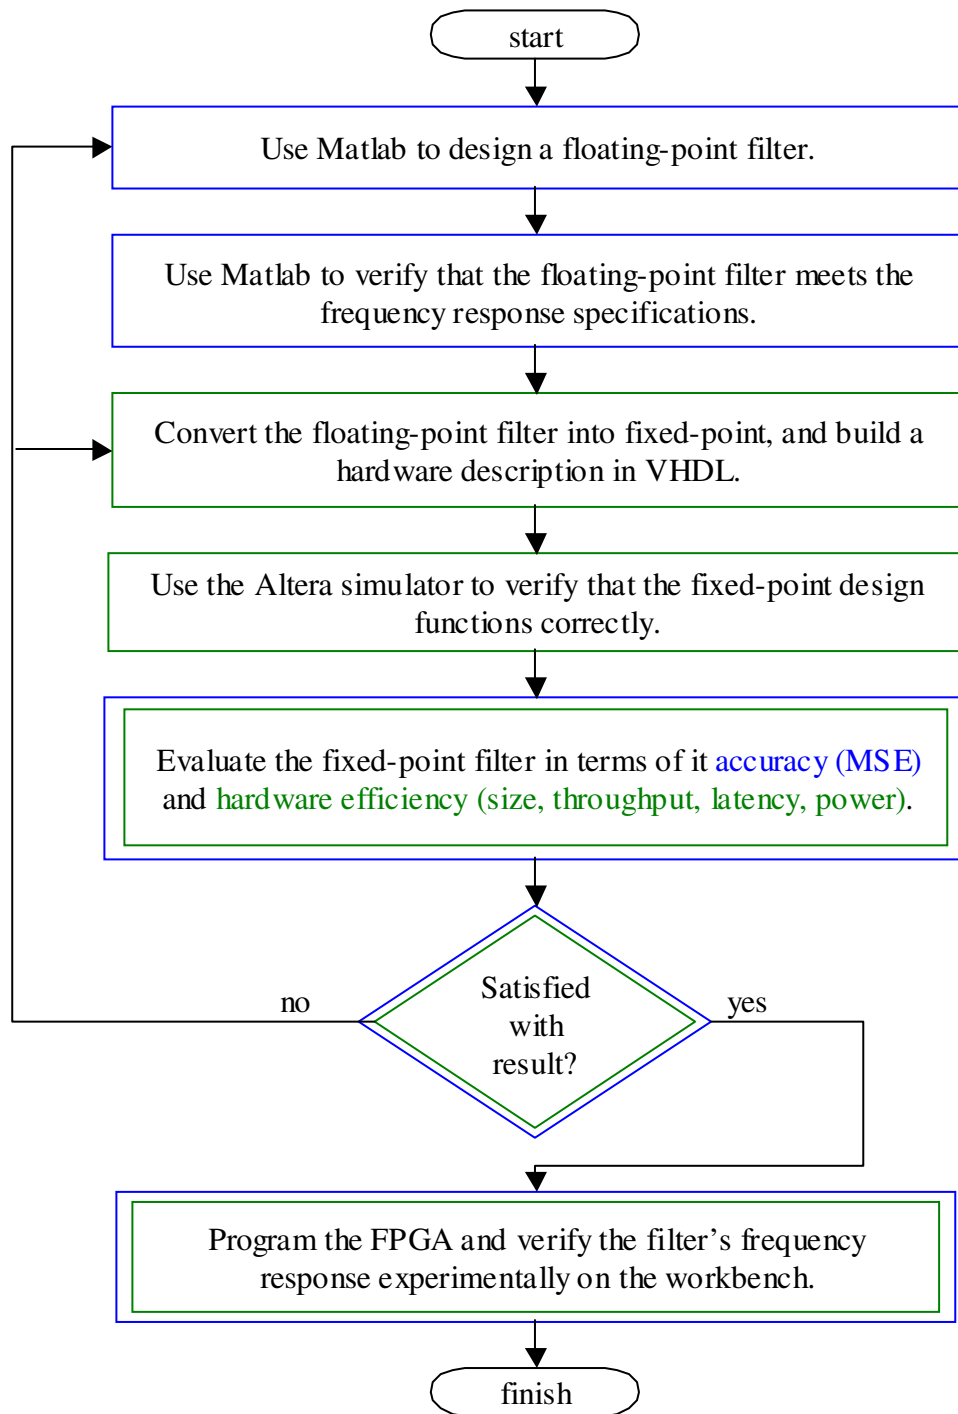 start
Use Matlab to design a floating-point filter.
Use Matlab to verify that the floating-point filter meets the
frequency response specifications.
Convert the floating-point filter into fixed-point, and build a
hardware description in VHDL.
Use the Altera simulator to verify that the fixed-point design
functions correctly.
Evaluate the fixed-point filter in terms of it accuracy (MSE)
and hardware efficiency (size, throughput, latency, power).
Satisfied
with
result?
no
yes
Program the FPGA and verify the filter’s frequency
response experimentally on the workbench.
finish